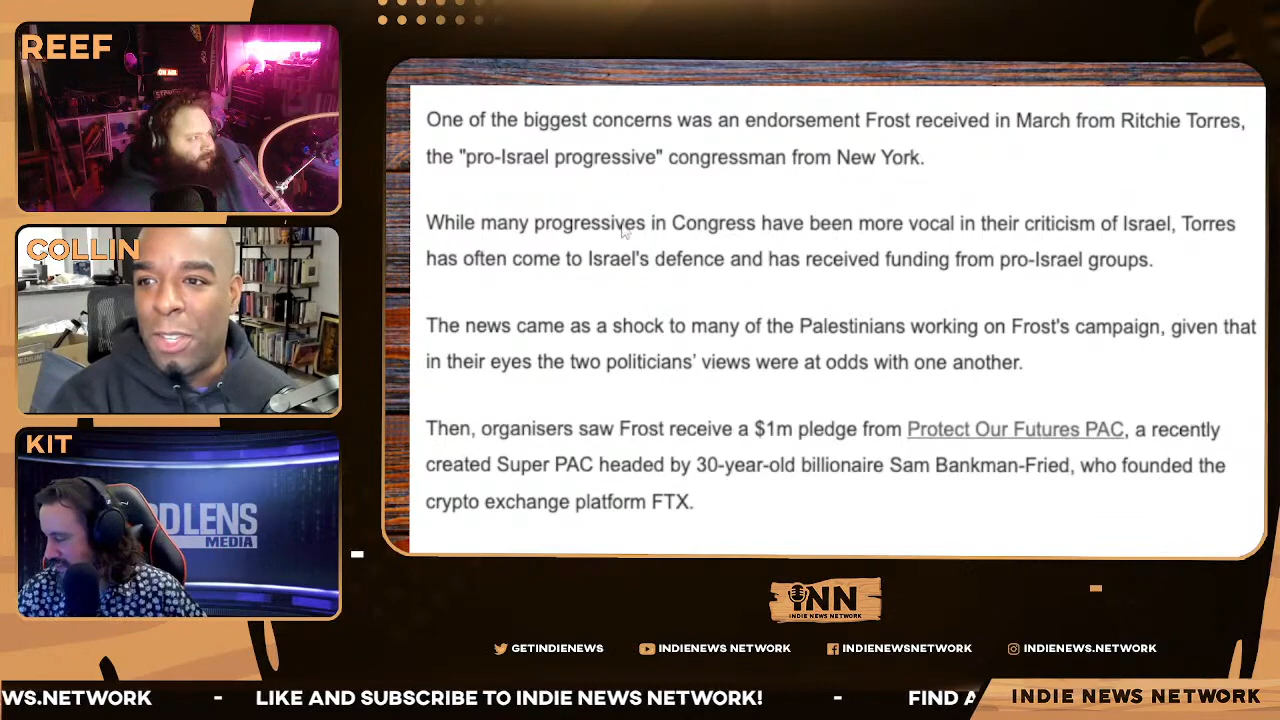 REEF
ON AIR
COLLIN
KIT
DLENS
MEDIA
One of the biggest concerns was an endorsement Frost received in March from Ritchie Torres,
the "pro-Israel progressive" congressman from New York.
While many progressives in Congress have been more vocal in their criticism of Israel, Torres
has often come to Israel's defence and has received funding from pro-Israel groups.
The news came as a shock to many of the Palestinians working on Frost's campaign, given that
in their eyes the two politicians’ views were at odds with one another.
Then, organisers saw Frost receive a $1m pledge from Protect Our Futures PAC, a recently
created Super PAC headed by 30-year-old billionaire Sam Bankman-Fried, who founded the
crypto exchange platform FTX.
INN
INDIE NEWS NETWORK
GETINDIENEWS
INDIENEWS NETWORK
INDIENEWSNETWORK
INDIENEWS.NETWORK
WS.NETWORK - LIKE AND SUBSCRIBE TO INDIE NEWS NETWORK! - FIND A
INDIE NEWS NETWORK